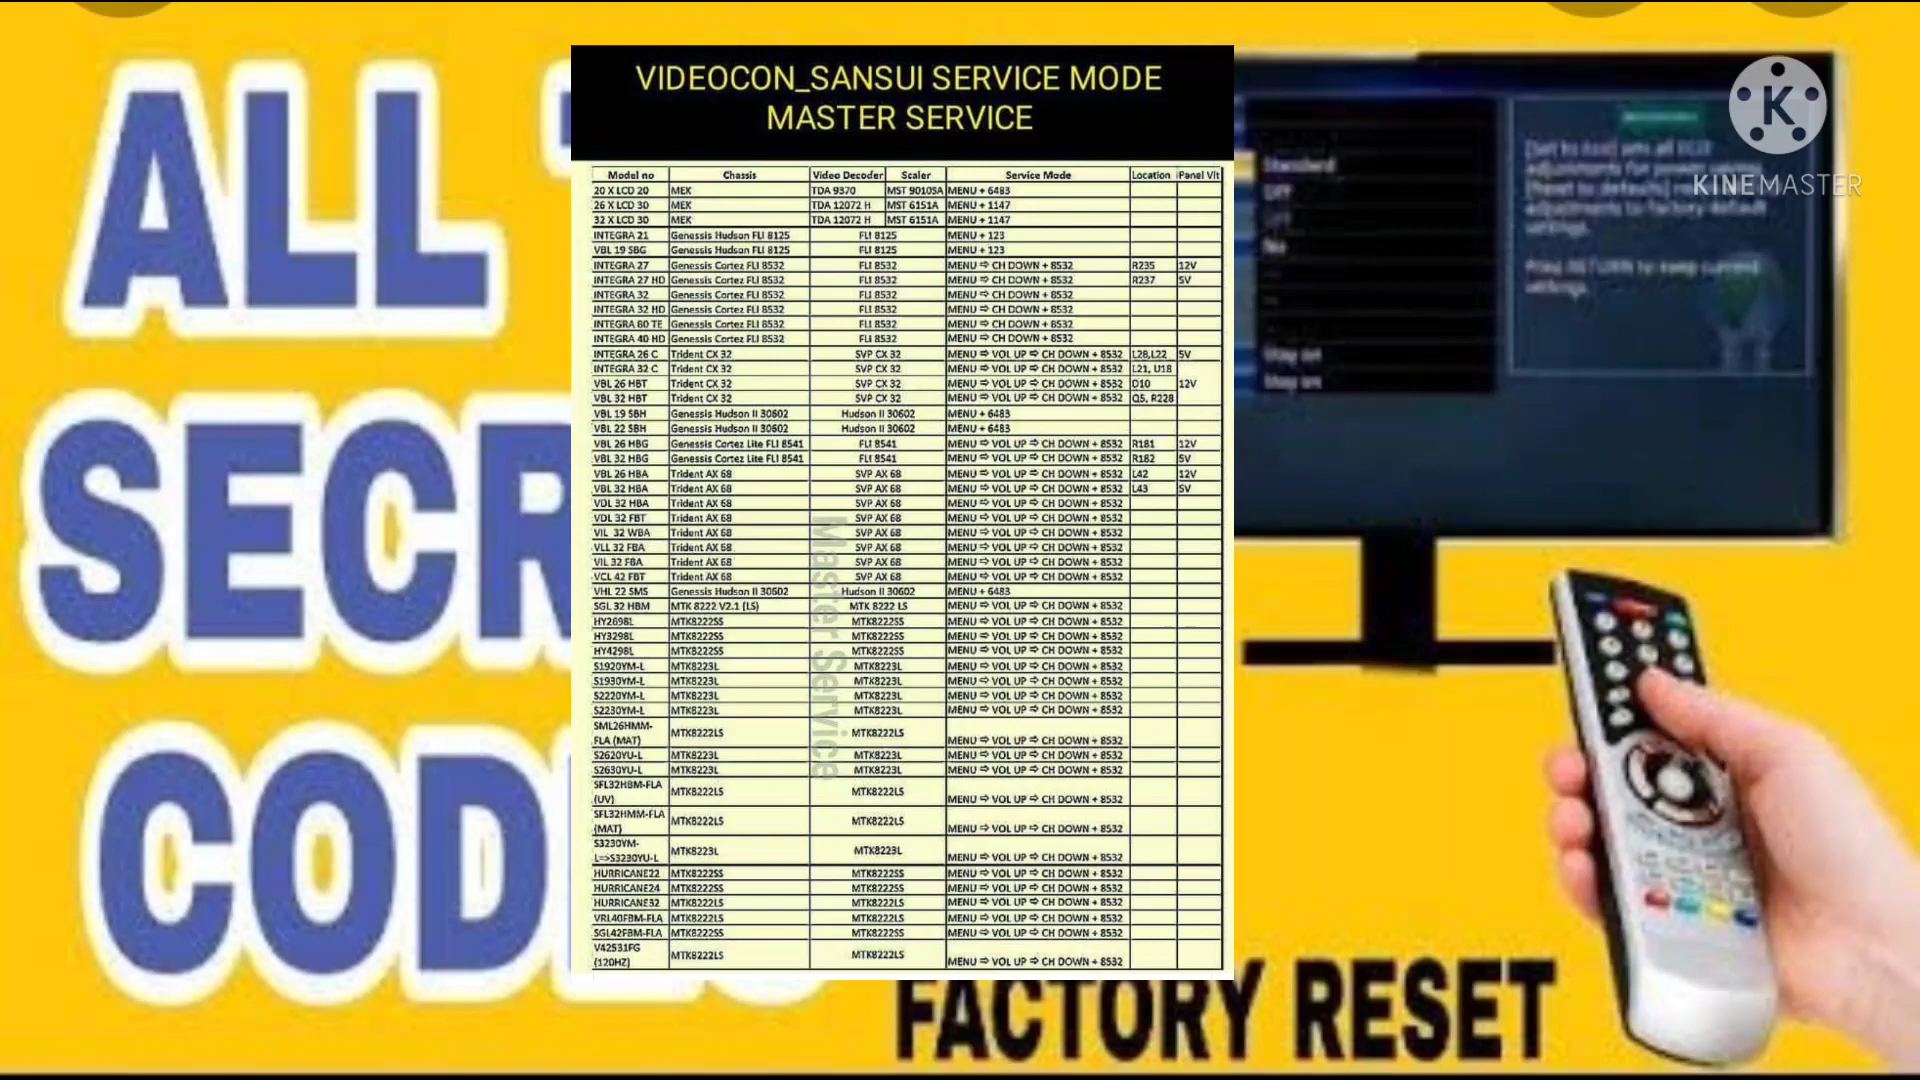 ALL
SECR
COD
VIDEOCON_SANSUI SERVICE MODE
MASTER SERVICE
Model no Chassis Video Decoder Scaler Service Mode Location Panel Vlt
20 X LCD 20 MEK TDA 9370 MST 9010SA MENU + 6483
26 X LCD 30 MEK TDA 12072 H MST 6151A MENU + 1147
32 X LCD 30 MEK TDA 12072 H MST 6151A MENU + 1147
INTEGRA 21 Genessis Hudson FLI 8125 FLI 8125 MENU + 123
VBL 19 SBG Genessis Hudson FLI 8125 FLI 8125 MENU + 123
INTEGRA 27 Genessis Cortez FLI 8532 FLI 8532 MENU ⇨ CH DOWN + 8532 R235 12V
INTEGRA 27 HD Genessis Cortez FLI 8532 FLI 8532 MENU ⇨ CH DOWN + 8532 R237 5V
INTEGRA 32 Genessis Cortez FLI 8532 FLI 8532 MENU ⇨ CH DOWN + 8532
INTEGRA 32 HD Genessis Cortez FLI 8532 FLI 8532 MENU ⇨ CH DOWN + 8532
INTEGRA 80 TE Genessis Cortez FLI 8532 FLI 8532 MENU ⇨ CH DOWN + 8532
INTEGRA 40 HD Genessis Cortez FLI 8532 FLI 8532 MENU ⇨ CH DOWN + 8532
INTEGRA 26 C Trident CX 32 SVP CX 32 MENU ⇨ VOL UP ⇨ CH DOWN + 8532 L28,L22 5V
INTEGRA 32 C Trident CX 32 SVP CX 32 MENU ⇨ VOL UP ⇨ CH DOWN + 8532 L21, U18
VBL 26 HBT Trident CX 32 SVP CX 32 MENU ⇨ VOL UP ⇨ CH DOWN + 8532 D10 12V
VBL 32 HBT Trident CX 32 SVP CX 32 MENU ⇨ VOL UP ⇨ CH DOWN + 8532 Q5, R228
VBL 19 SBH Genessis Hudson II 30602 Hudson II 30602 MENU + 6483
VBL 22 SBH Genessis Hudson II 30602 Hudson II 30602 MENU + 6483
VBL 26 HBG Genessis Cortez Lite FLI 8541 FLI 8541 MENU ⇨ VOL UP ⇨ CH DOWN + 8532 R181 12V
VBL 32 HBG Genessis Cortez Lite FLI 8541 FLI 8541 MENU ⇨ VOL UP ⇨ CH DOWN + 8532 R182 5V
VBL 26 HBA Trident AX 68 SVP AX 68 MENU ⇨ VOL UP ⇨ CH DOWN + 8532 L42 12V
VBL 32 HBA Trident AX 68 SVP AX 68 MENU ⇨ VOL UP ⇨ CH DOWN + 8532 L43 5V
VDL 32 HBA Trident AX 68 SVP AX 68 MENU ⇨ VOL UP ⇨ CH DOWN + 8532
VDL 32 FBT Trident AX 68 SVP AX 68 MENU ⇨ VOL UP ⇨ CH DOWN + 8532
VIL 32 WBA Trident AX 68 SVP AX 68 MENU ⇨ VOL UP ⇨ CH DOWN + 8532
VLL 32 FBA Trident AX 68 SVP AX 68 MENU ⇨ VOL UP ⇨ CH DOWN + 8532
VIL 32 FBA Trident AX 68 SVP AX 68 MENU ⇨ VOL UP ⇨ CH DOWN + 8532
VCL 42 FBT Trident AX 68 SVP AX 68 MENU ⇨ VOL UP ⇨ CH DOWN + 8532
VHL 22 SMS Genessis Hudson II 30602 Hudson II 30602 MENU + 6483
SGL 32 HBM MTK 8222 V2.1 (LS) MTK 8222 LS MENU ⇨ VOL UP ⇨ CH DOWN + 8532
HY2698L MTK8222SS MTK8222SS MENU ⇨ VOL UP ⇨ CH DOWN + 8532
HY3298L MTK8222SS MTK8222SS MENU ⇨ VOL UP ⇨ CH DOWN + 8532
HY4298L MTK8222SS MTK8222SS MENU ⇨ VOL UP ⇨ CH DOWN + 8532
S1920YM-L MTK8223L MTK8223L MENU ⇨ VOL UP ⇨ CH DOWN + 8532
S1930YM-L MTK8223L MTK8223L MENU ⇨ VOL UP ⇨ CH DOWN + 8532
S2220YM-L MTK8223L MTK8223L MENU ⇨ VOL UP ⇨ CH DOWN + 8532
S2230YM-L MTK8223L MTK8223L MENU ⇨ VOL UP ⇨ CH DOWN + 8532
SML26HMM-
FLA (MAT) MTK8222LS MTK8222LS MENU ⇨ VOL UP ⇨ CH DOWN + 8532
S2620YU-L MTK8223L MTK8223L MENU ⇨ VOL UP ⇨ CH DOWN + 8532
S2630YU-L MTK8223L MTK8223L MENU ⇨ VOL UP ⇨ CH DOWN + 8532
SFL32HBM-FLA
(UV) MTK8222LS MTK8222LS MENU ⇨ VOL UP ⇨ CH DOWN + 8532
SFL32HMM-FLA
(MAT) MTK8222LS MTK8222LS MENU ⇨ VOL UP ⇨ CH DOWN + 8532
S3230YM-
L=>S3230YU-L MTK8223L MTK8223L MENU ⇨ VOL UP ⇨ CH DOWN + 8532
HURRICANE22 MTK8222SS MTK8222SS MENU ⇨ VOL UP ⇨ CH DOWN + 8532
HURRICANE24 MTK8222SS MTK8222SS MENU ⇨ VOL UP ⇨ CH DOWN + 8532
HURRICANE32 MTK8222LS MTK8222LS MENU ⇨ VOL UP ⇨ CH DOWN + 8532
VRL40FBM-FLA MTK8222LS MTK8222LS MENU ⇨ VOL UP ⇨ CH DOWN + 8532
SGL42FBM-FLA MTK8222SS MTK8222SS MENU ⇨ VOL UP ⇨ CH DOWN + 8532
V42531FG
(120HZ) MTK8222LS MTK8222LS MENU ⇨ VOL UP ⇨ CH DOWN + 8532
Master Service
K
KINEMASTER
Standard
Off
No
Stay on
Stay on
[Set to
adjustments for power
adjustments to factory default
settings.
Press RETURN to keep current
settings.
FACTORY RESET